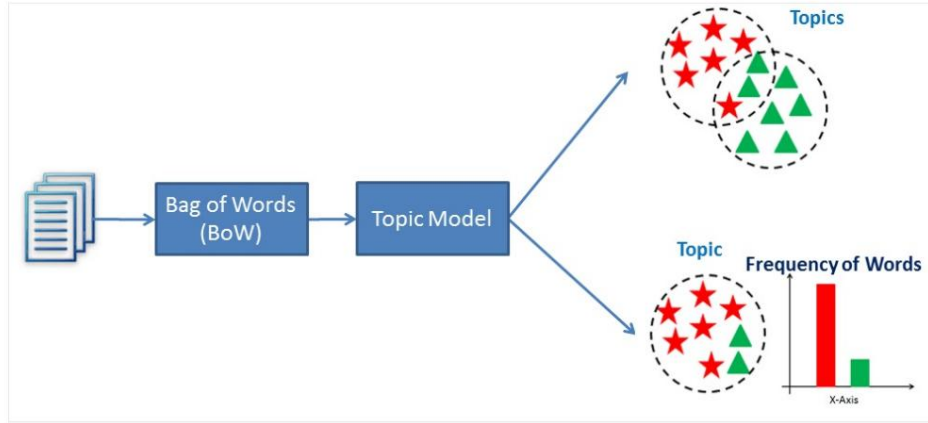 Topics
Bag of Words
(BoW)
Topic Model
Topic
Frequency of Words
X-Axis